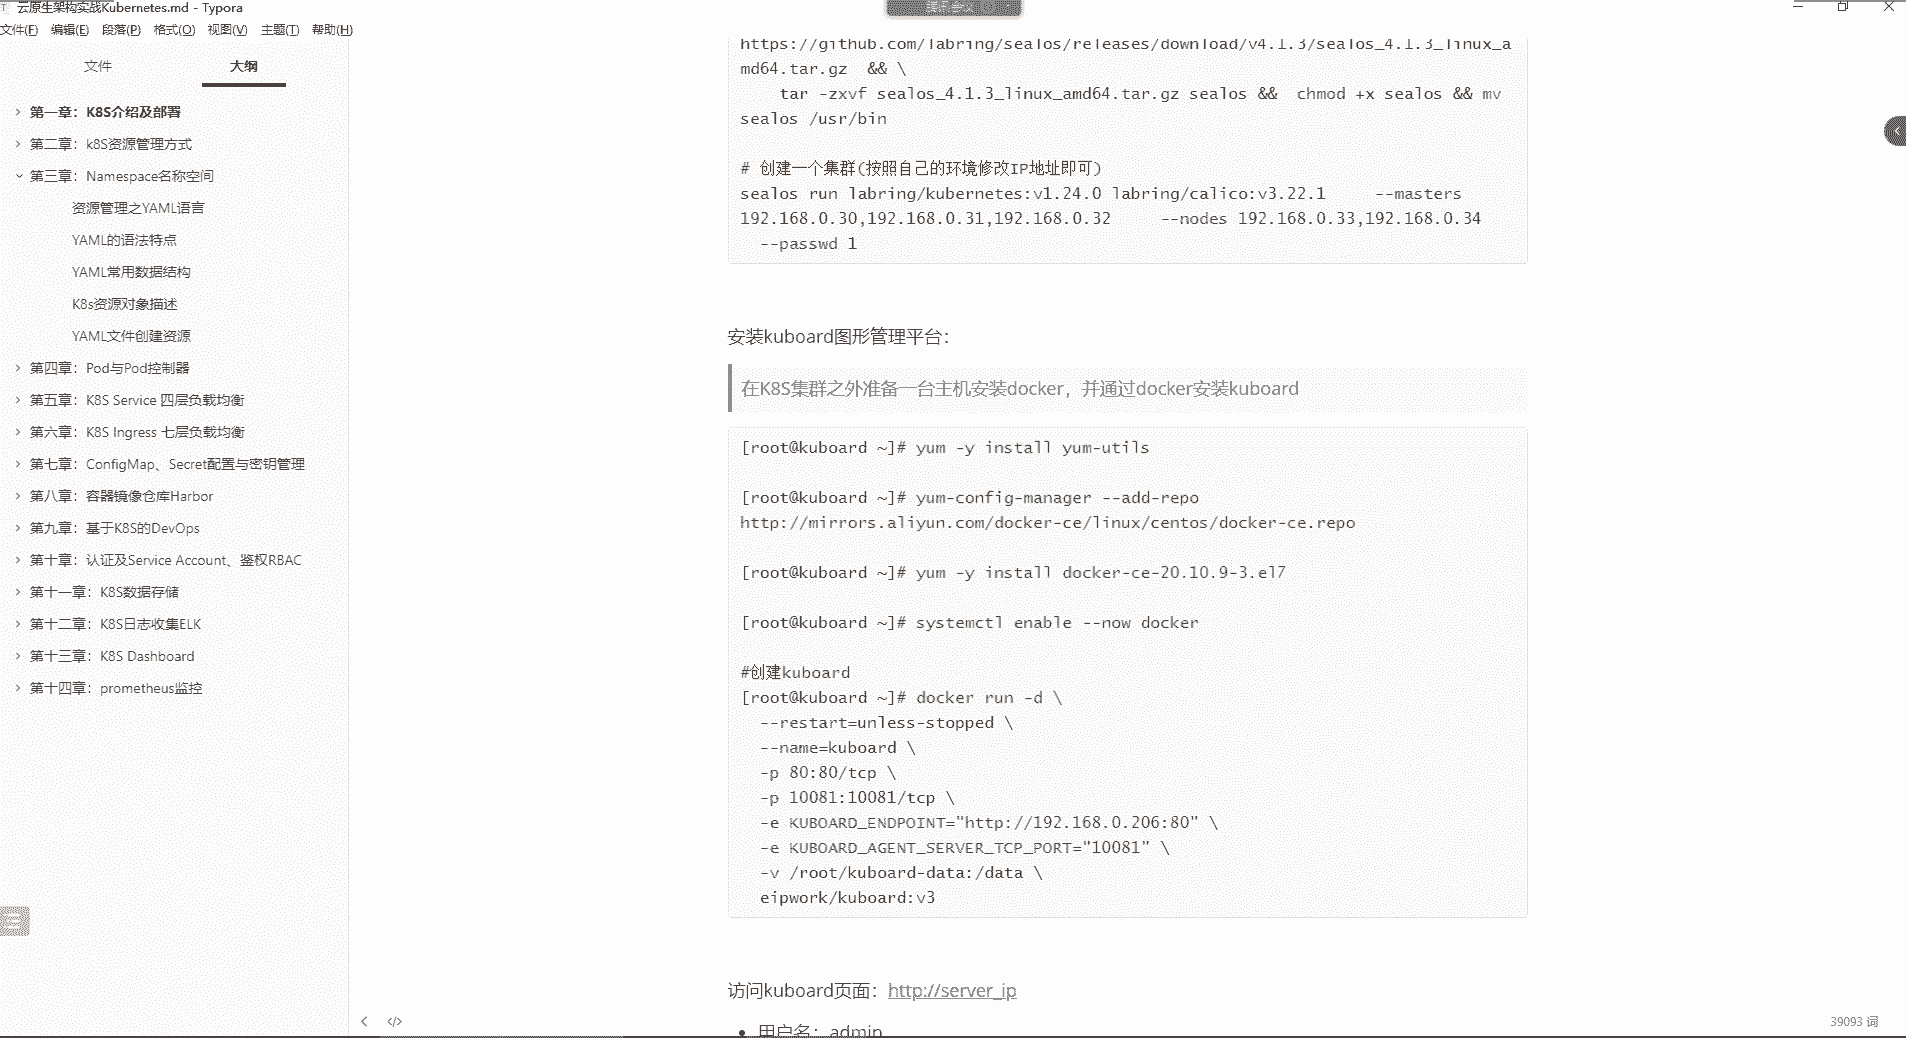 云原生架构实战Kubernetes.md - Typora
文件(F) 编辑(E) 段落(P) 格式(O) 视图(V) 主题(T) 帮助(H)
文件 大纲
第一章：K8S介绍及部署
第二章：k8S资源管理方式
第三章：Namespace名称空间
资源管理之YAML语言
YAML的语法特点
YAML常用数据结构
K8s资源对象描述
YAML文件创建资源
第四章：Pod与Pod控制器
第五章：K8S Service 四层负载均衡
第六章：K8S Ingress 七层负载均衡
第七章：ConfigMap、Secret配置与密钥管理
第八章：容器镜像仓库Harbor
第九章：基于K8S的DevOps
第十章：认证及Service Account、鉴权RBAC
第十一章：K8S数据存储
第十二章：K8S日志收集ELK
第十三章：K8S Dashboard
第十四章：prometheus监控
https://github.com/labring/sealos/releases/download/v4.1.3/sealos_4.1.3_linux_a
md64.tar.gz  && \
    tar -zxvf sealos_4.1.3_linux_amd64.tar.gz sealos &&  chmod +x sealos && mv
sealos /usr/bin
# 创建一个集群(按照自己的环境修改IP地址即可)
sealos run labring/kubernetes:v1.24.0 labring/calico:v3.22.1     --masters
192.168.0.30,192.168.0.31,192.168.0.32     --nodes 192.168.0.33,192.168.0.34
  --passwd 1
安装kuboard图形管理平台：
在K8S集群之外准备一台主机安装docker，并通过docker安装kuboard
[root@kuboard ~]# yum -y install yum-utils
[root@kuboard ~]# yum-config-manager --add-repo
http://mirrors.aliyun.com/docker-ce/linux/centos/docker-ce.repo
[root@kuboard ~]# yum -y install docker-ce-20.10.9-3.el7
[root@kuboard ~]# systemctl enable --now docker
#创建kuboard
[root@kuboard ~]# docker run -d \
  --restart=unless-stopped \
  --name=kuboard \
  -p 80:80/tcp \
  -p 10081:10081/tcp \
  -e KUBOARD_ENDPOINT="http://192.168.0.206:80" \
  -e KUBOARD_AGENT_SERVER_TCP_PORT="10081" \
  -v /root/kuboard-data:/data \
  eipwork/kuboard:v3
访问kuboard页面：http://server_ip
用户名：admin
39093 词